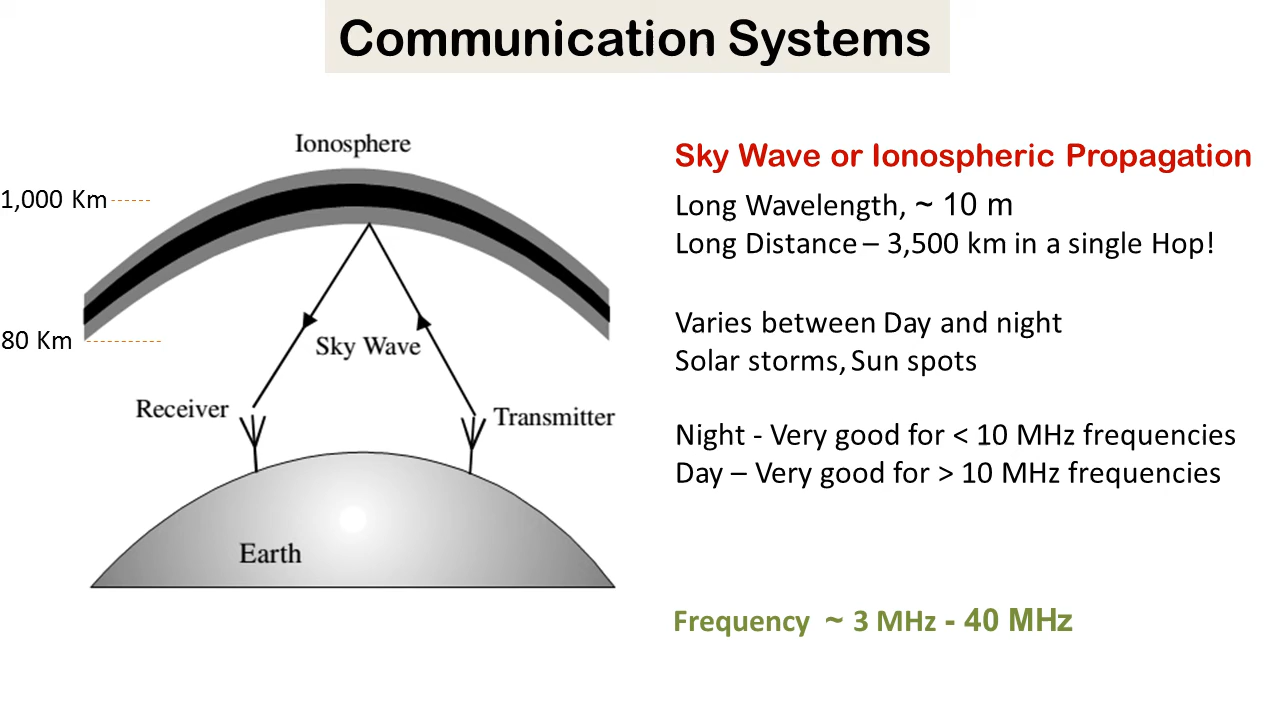 Communication Systems
Ionosphere
1,000 Km
80 Km
Sky Wave
Receiver
Transmitter
Earth
Sky Wave or Ionospheric Propagation
Long Wavelength, ~ 10 m
Long Distance – 3,500 km in a single Hop!
Varies between Day and night
Solar storms, Sun spots
Night - Very good for < 10 MHz frequencies
Day – Very good for > 10 MHz frequencies
Frequency ~ 3 MHz - 40 MHz